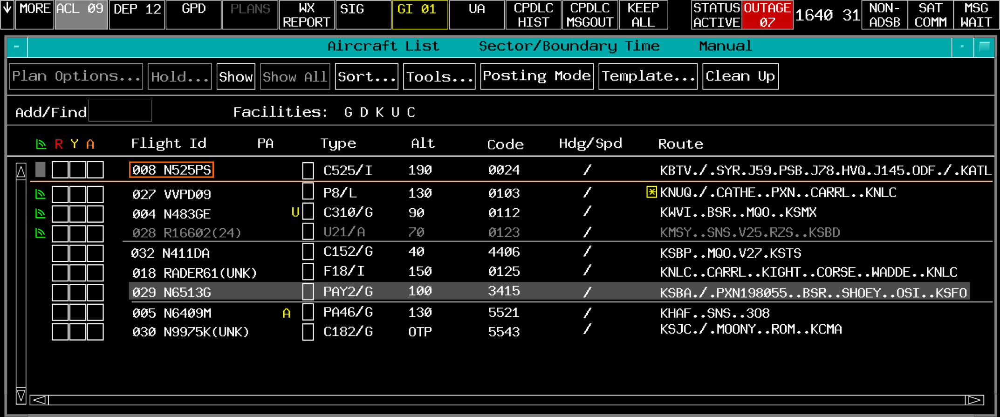 MORE ACL 09 DEP 12 GPD PLANS WX REPORT SIG GI 01 UA CPDLC HIST CPDLC MSGOUT KEEP ALL STATUS ACTIVE OUTAGE 07 1640 31 NON-ADSB SAT COMM MSG WAIT
Aircraft List Sector/Boundary Time Manual
Plan Options... Hold... Show Show All Sort... Tools... Posting Mode Template... Clean Up
Add/Find Facilities: G D K U C
R Y A Flight Id PA Type Alt Code Hdg/Spd Route
008 N525PS C525/I 190 0024 / KBTV./.SYR.J59.PSB.J78.HVQ.J145.ODF./.KATL
027 VVPD09 P8/L 130 0103 / * KNUQ./.CATHE..PXN..CARRL..KNLC
004 N483GE U C310/G 90 0112 / KWVI..BSR..MQO..KSMX
028 R16602(24) U21/A 70 0123 / KMSY..SNS.V25.RZS..KSBD
032 N411DA C152/G 40 4406 / KSBP..MQO.V27.KSTS
018 RADER61(UNK) F18/I 150 0125 / KNLC..CARRL..KIGHT..CORSE..WADDE..KNLC
029 N6513G PAY2/G 100 3415 / KSBA./.PXN198055..BSR..SHOEY..OSI..KSFO
005 N6409M A PA46/G 130 5521 / KHAF..SNS..3O8
030 N9975K(UNK) C182/G OTP 5543 / KSJC./.MOONY..ROM..KCMA